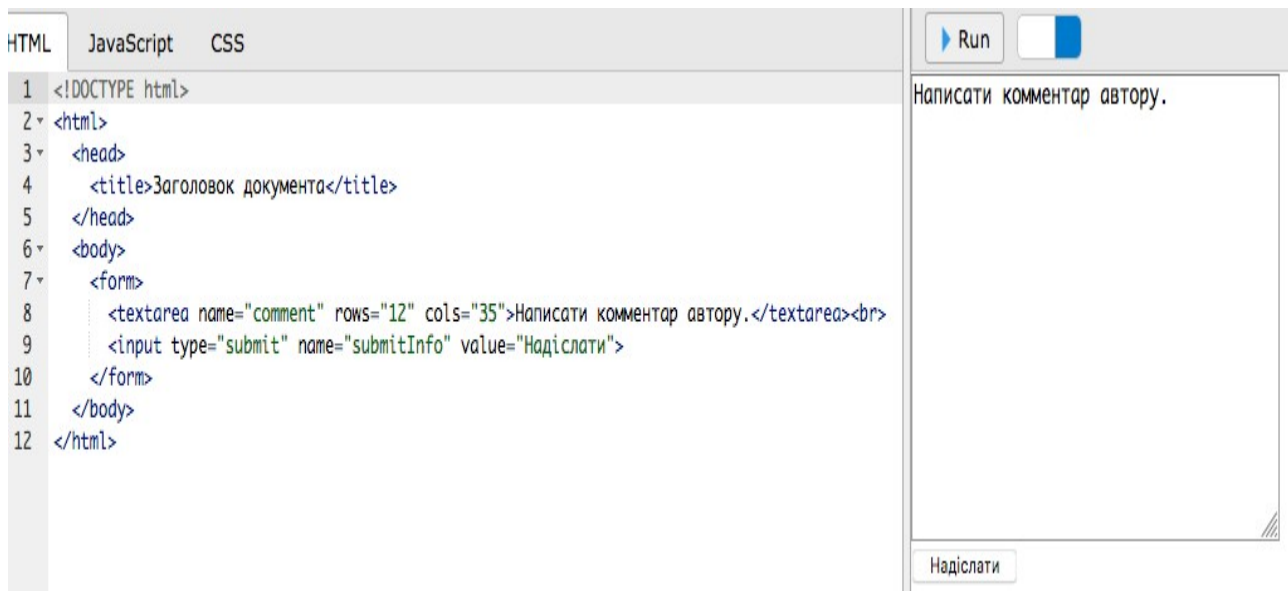 HTML JavaScript CSS
Run
1 <!DOCTYPE html>
2 <html>
3 <head>
4 <title>Заголовок документа</title>
5 </head>
6 <body>
7 <form>
8 <textarea name="comment" rows="12" cols="35">Написати комментар автору.</textarea><br>
9 <input type="submit" name="submitInfo" value="Надіслати">
10 </form>
11 </body>
12 </html>
Написати комментар автору.
Надіслати